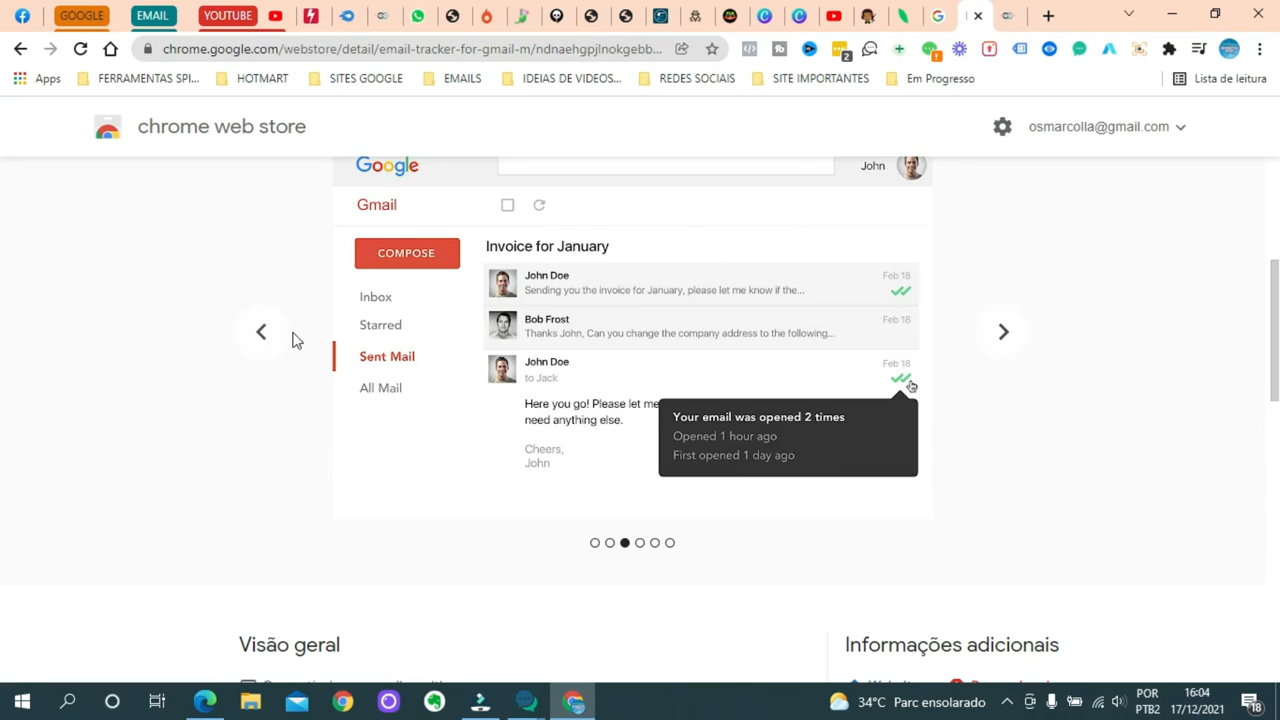 GOOGLE
EMAIL
YOUTUBE
chrome.google.com/webstore/detail/email-tracker-for-gmail-m/ndnaehgpjlnokgebb...
2
Apps
FERRAMENTAS SPI...
HOTMART
SITES GOOGLE
EMAILS
IDEIAS DE VIDEOS...
REDES SOCIAIS
SITE IMPORTANTES
Em Progresso
Lista de leitura
chrome web store
osmarcolla@gmail.com
Google
John
Gmail
COMPOSE
Invoice for January
John Doe
Feb 18
Sending you the invoice for January, please let me know if the...
Inbox
Bob Frost
Feb 18
Starred
Thanks John, Can you change the company address to the following...
Sent Mail
John Doe
Feb 18
to Jack
All Mail
Here you go! Please let me
need anything else.
Your email was opened 2 times
Opened 1 hour ago
First opened 1 day ago
Cheers,
John
Visão geral
Informações adicionais
34°C Parc ensolarado
POR
PTB2
16:04
17/12/2021
18